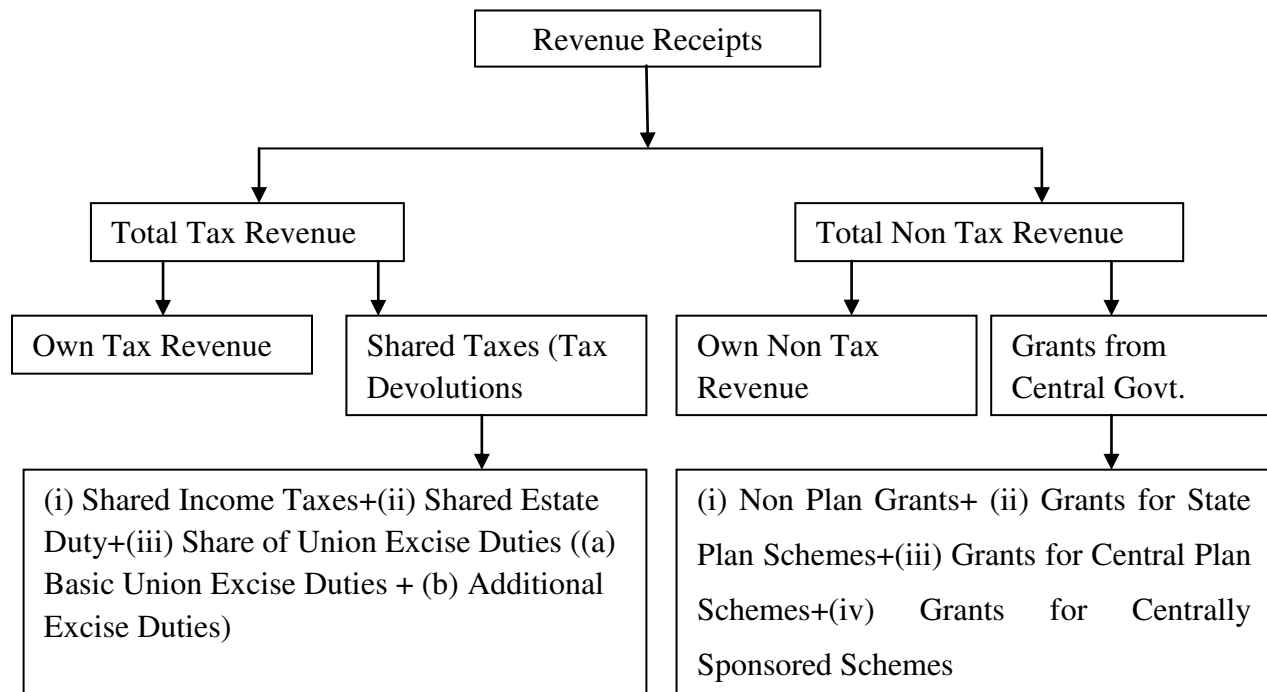 Revenue Receipts
Total Tax Revenue
Total Non Tax Revenue
Own Tax Revenue
Shared Taxes (Tax
Devolutions
Own Non Tax
Revenue
Grants from
Central Govt.
(i) Shared Income Taxes+(ii) Shared Estate
Duty+(iii) Share of Union Excise Duties ((a)
Basic Union Excise Duties + (b) Additional
Excise Duties)
(i) Non Plan Grants+ (ii) Grants for State
Plan Schemes+(iii) Grants for Central Plan
Schemes+(iv) Grants for Centrally
Sponsored Schemes